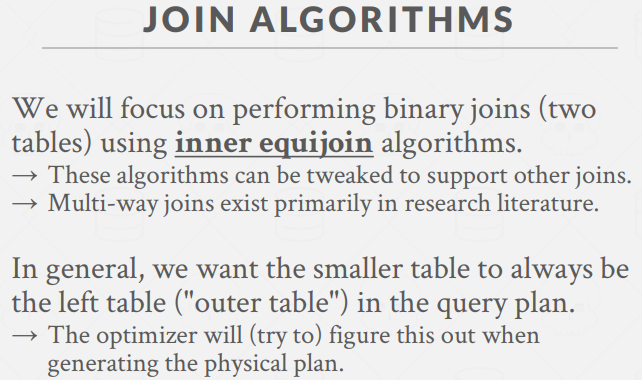 JOIN ALGORITHMS
We will focus on performing binary joins (two
tables) using inner equijoin algorithms.
→ These algorithms can be tweaked to support other joins.
→ Multi-way joins exist primarily in research literature.
In general, we want the smaller table to always be
the left table ("outer table") in the query plan.
→ The optimizer will (try to) figure this out when
generating the physical plan.